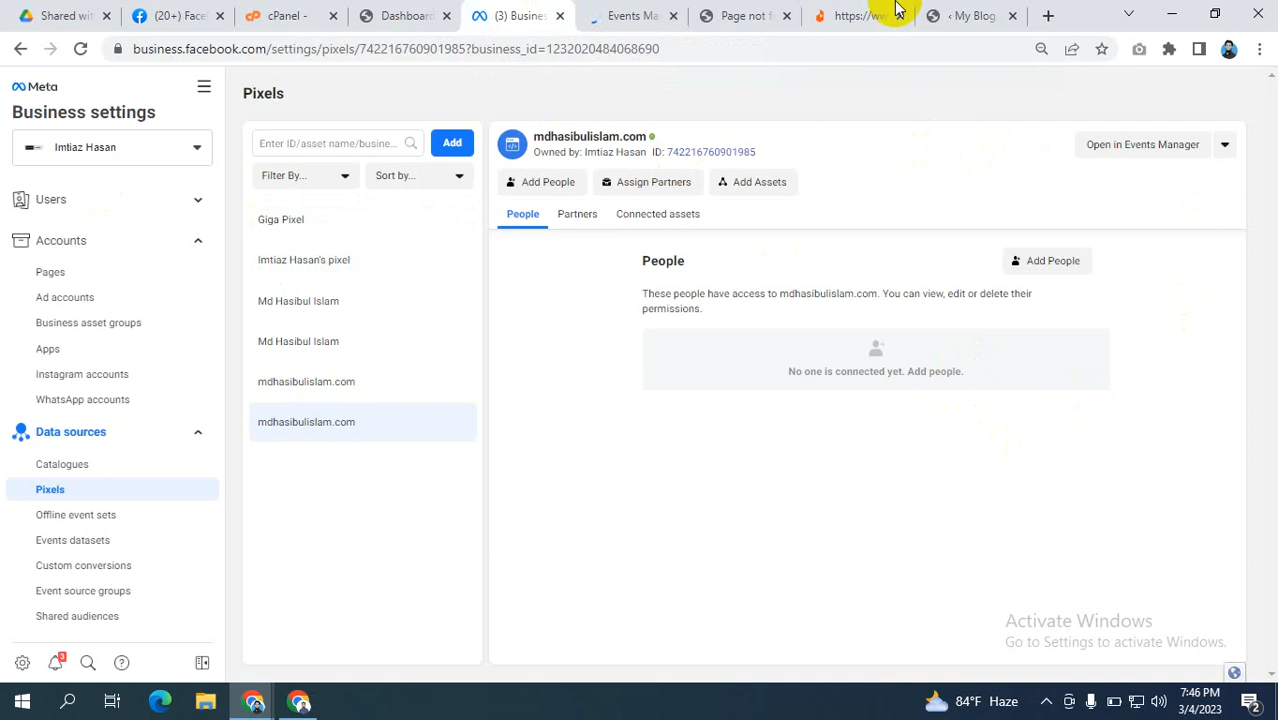 Shared wit
(20+) Face
cPanel -
Dashboard
(3) Busines
Events Ma
Page not f
https://ww
‹ My Blog
business.facebook.com/settings/pixels/742216760901985?business_id=1232020484068690
Meta
Business settings
Imtiaz Hasan
Users
Accounts
Pages
Ad accounts
Business asset groups
Apps
Instagram accounts
WhatsApp accounts
Data sources
Catalogues
Pixels
Offline event sets
Events datasets
Custom conversions
Event source groups
Shared audiences
3
Pixels
Enter ID/asset name/busine...
Add
Filter By...
Sort by...
Giga Pixel
Imtiaz Hasan's pixel
Md Hasibul Islam
Md Hasibul Islam
mdhasibulislam.com
mdhasibulislam.com
mdhasibulislam.com
Owned by: Imtiaz Hasan ID: 742216760901985
Open in Events Manager
Add People
Assign Partners
Add Assets
People
Partners
Connected assets
People
Add People
These people have access to mdhasibulislam.com. You can view, edit or delete their
permissions.
No one is connected yet. Add people.
Activate Windows
Go to Settings to activate Windows.
84°F Haze
7:46 PM
3/4/2023
2